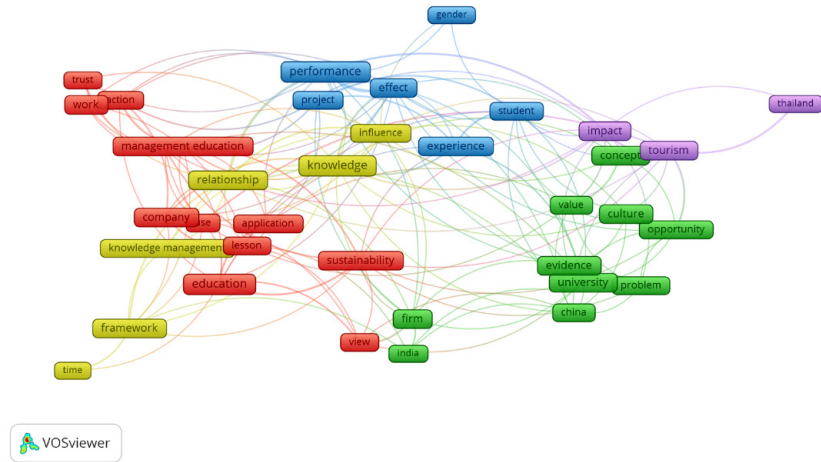 gender
performance
trust
effect
action
work
project
thailand
student
impact
influence
management education
experience
tourism
concept
knowledge
relationship
value
culture
company
application
opportunity
lesson
knowledge management
sustainability
evidence
education
university
problem
china
firm
framework
view
india
time
VOSviewer